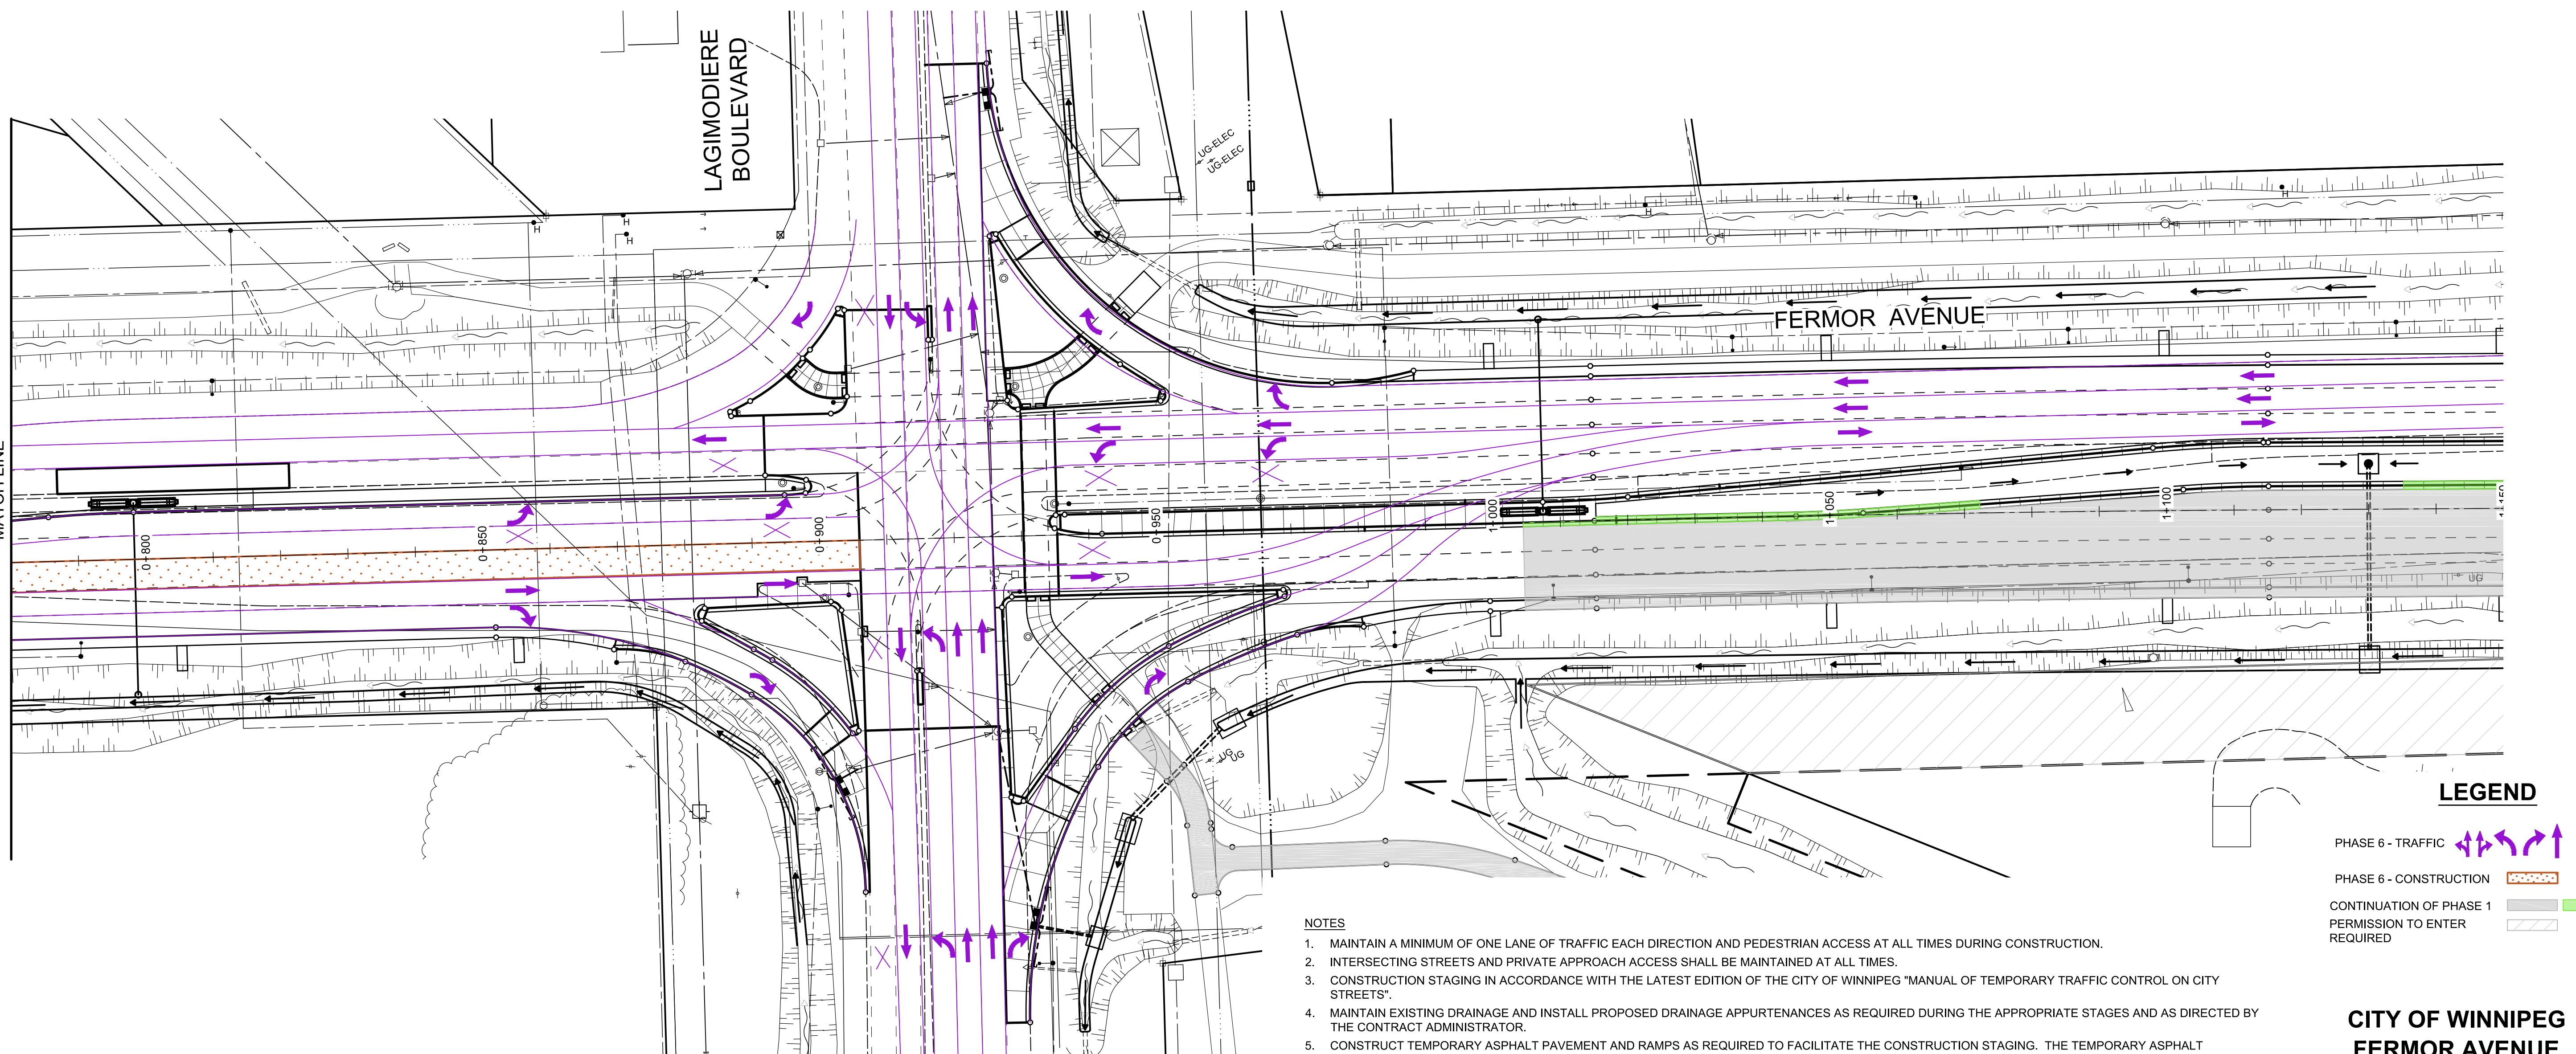 LAGIMODIERE
BOULEVARD
UG-ELEC
UG-ELEC
H
H
H
H
H
H
FERMOR AVENUE
0+800
0+850
0+900
0+950
1+000
1+050
1+100
1+150
UG
UG
UG
LEGEND
PHASE 6 - TRAFFIC
PHASE 6 - CONSTRUCTION
CONTINUATION OF PHASE 1
PERMISSION TO ENTER
REQUIRED
NOTES
1. MAINTAIN A MINIMUM OF ONE LANE OF TRAFFIC EACH DIRECTION AND PEDESTRIAN ACCESS AT ALL TIMES DURING CONSTRUCTION.
2. INTERSECTING STREETS AND PRIVATE APPROACH ACCESS SHALL BE MAINTAINED AT ALL TIMES.
3. CONSTRUCTION STAGING IN ACCORDANCE WITH THE LATEST EDITION OF THE CITY OF WINNIPEG "MANUAL OF TEMPORARY TRAFFIC CONTROL ON CITY
STREETS".
4. MAINTAIN EXISTING DRAINAGE AND INSTALL PROPOSED DRAINAGE APPURTENANCES AS REQUIRED DURING THE APPROPRIATE STAGES AND AS DIRECTED BY
THE CONTRACT ADMINISTRATOR.
5. CONSTRUCT TEMPORARY ASPHALT PAVEMENT AND RAMPS AS REQUIRED TO FACILITATE THE CONSTRUCTION STAGING. THE TEMPORARY ASPHALT
CITY OF WINNIPEG
FERMOR AVENUE